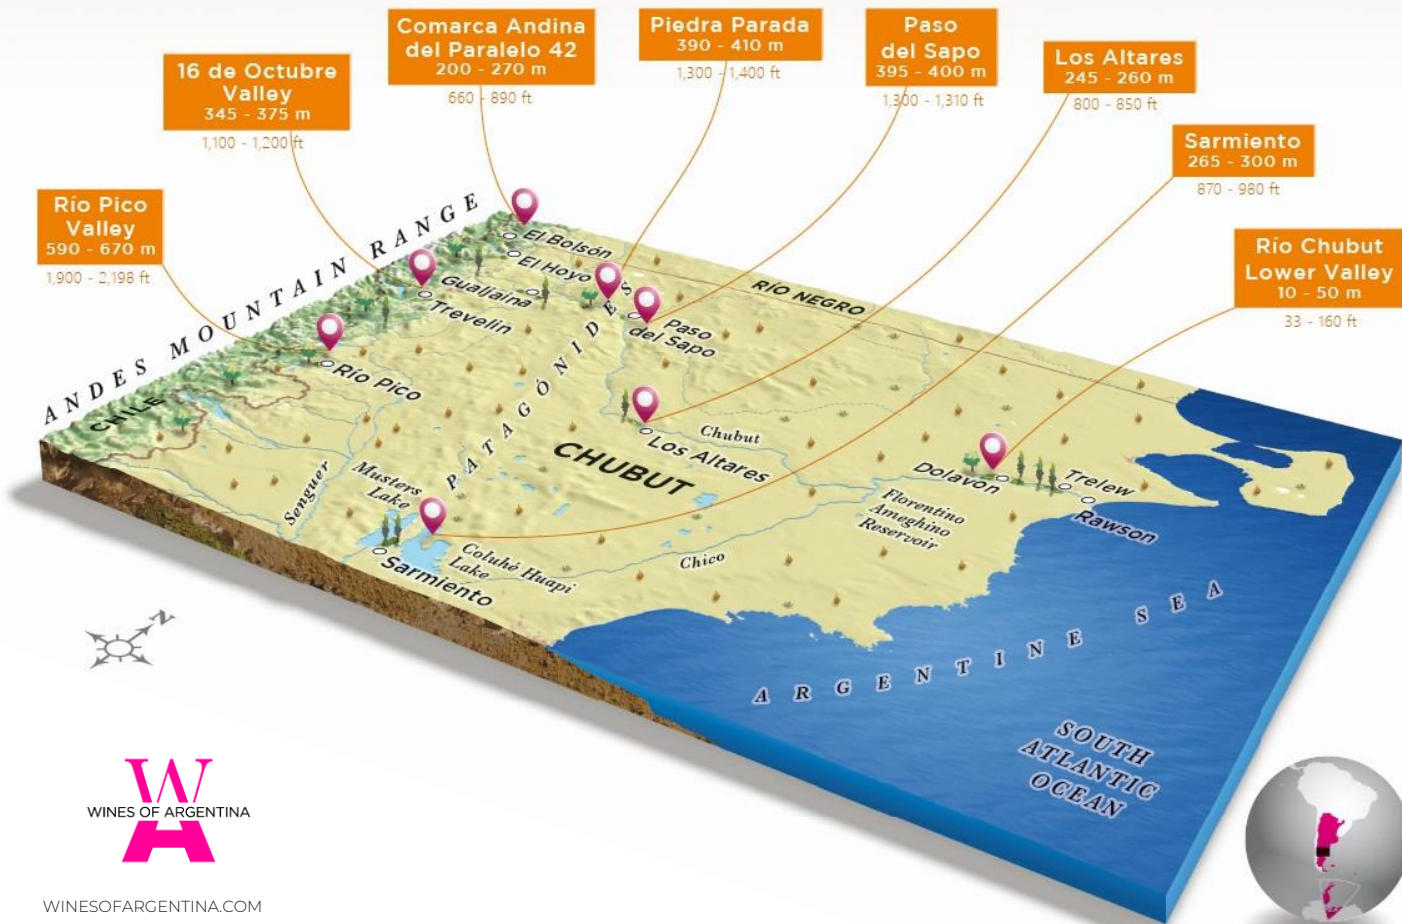 Comarca Andina
del Paralelo 42
200 - 270 m
660 - 890 ft
Piedra Parada
390 - 410 m
1,300 - 1,400 ft
Paso
del Sapo
395 - 400 m
1,300 - 1,310 ft
Los Altares
245 - 260 m
800 - 850 ft
16 de Octubre
Valley
345 - 375 m
1,100 - 1,200 ft
Sarmiento
265 - 300 m
870 - 980 ft
Río Pico
Valley
590 - 670 m
1,900 - 2,198 ft
Río Chubut
Lower Valley
10 - 50 m
33 - 160 ft
ANDES MOUNTAIN RANGE
El Bolsón
El Hoyo
Gualjaina
Trevelin
RÍO NEGRO
Paso
del Sapo
PATAGÓNIDES
Río Pico
CHILE
Los Altares
Chubut
CHUBUT
Dolavon
Trelew
Rawson
Florentino
Ameghino
Reservoir
Musters
Lake
Senguer
Coluhé Huapi
Lake
Sarmiento
Chico
ARGENTINE SEA
SOUTH
ATLANTIC
OCEAN
N
W
WINES OF ARGENTINA
A
WINESOFARGENTINA.COM